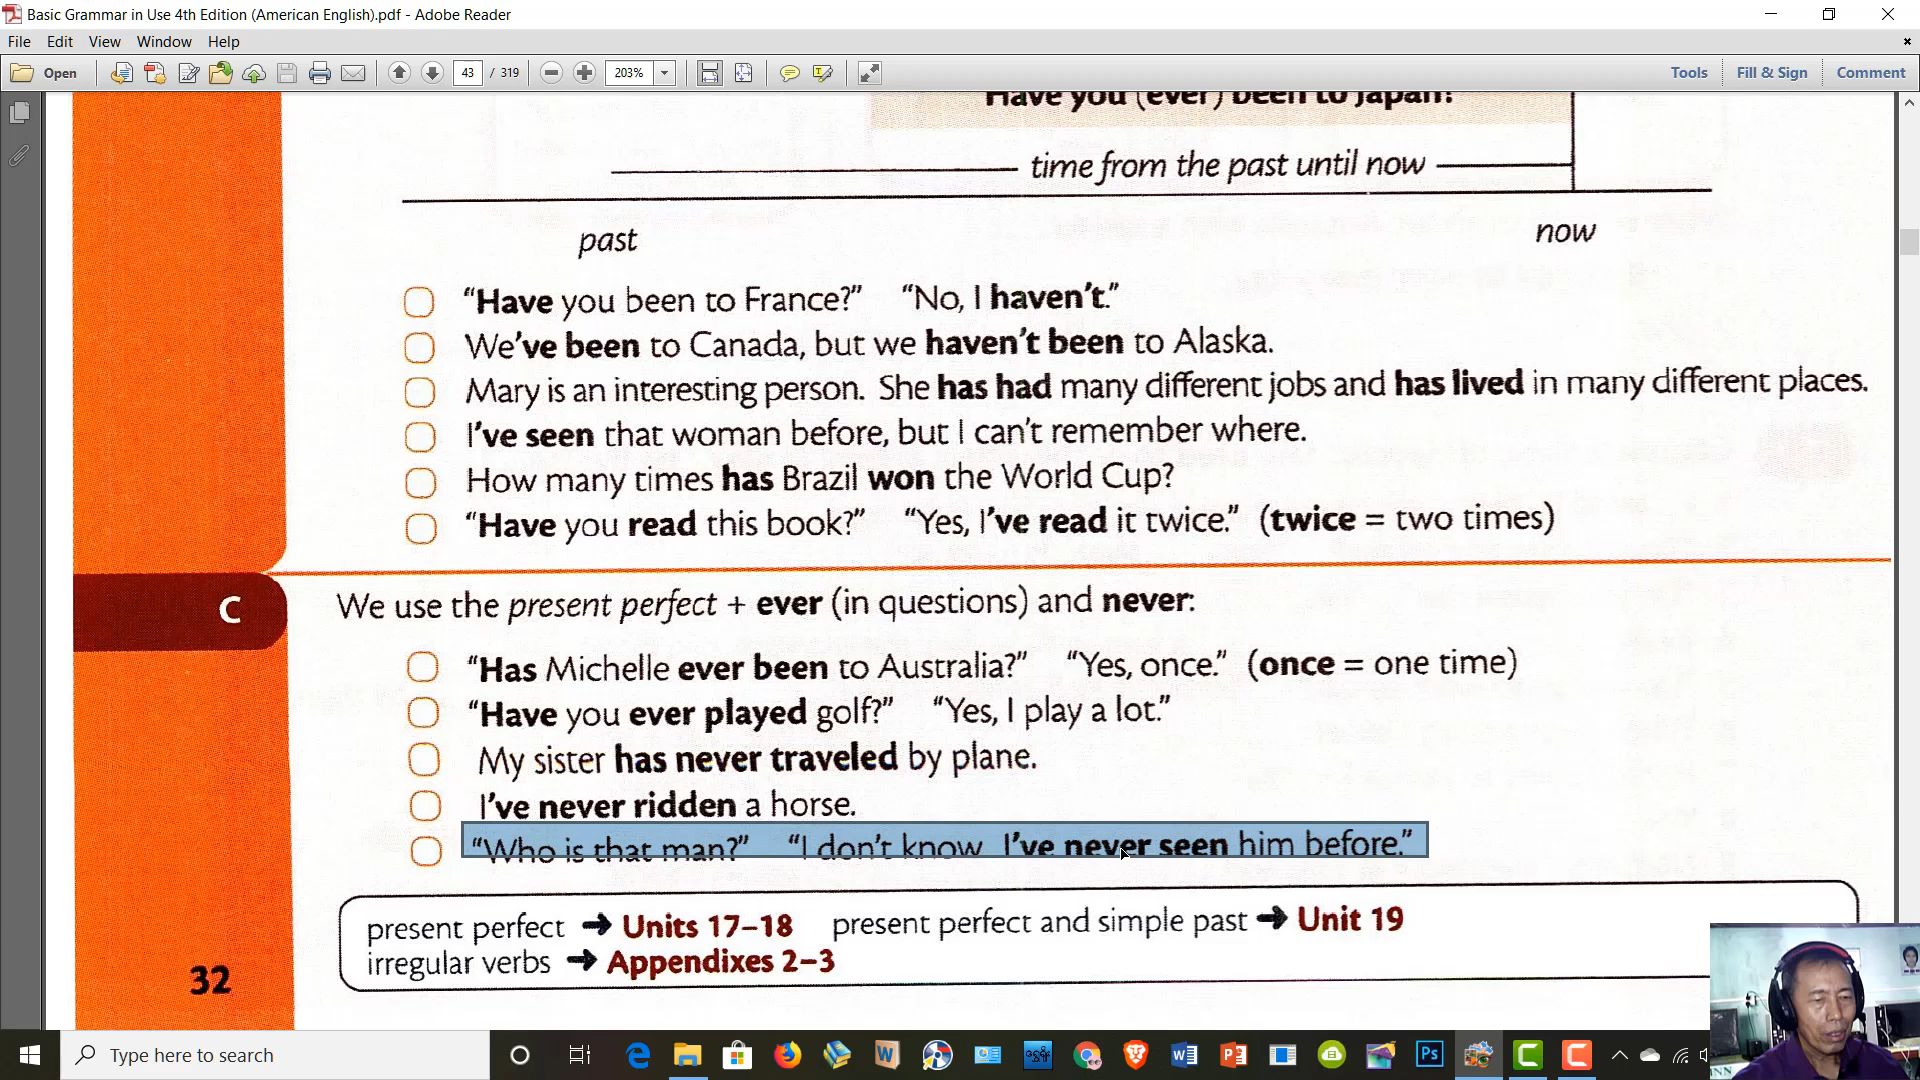 Basic Grammar in Use 4th Edition (American English).pdf - Adobe Reader
File Edit View Window Help
Open 43 / 319 203% Tools Fill & Sign Comment
Have you (ever) been to Japan?
time from the past until now
past now
"Have you been to France?" "No, I haven't."
We've been to Canada, but we haven't been to Alaska.
Mary is an interesting person. She has had many different jobs and has lived in many different places.
I've seen that woman before, but I can't remember where.
How many times has Brazil won the World Cup?
"Have you read this book?" "Yes, I've read it twice." (twice = two times)
C We use the present perfect + ever (in questions) and never:
"Has Michelle ever been to Australia?" "Yes, once." (once = one time)
"Have you ever played golf?" "Yes, I play a lot."
My sister has never traveled by plane.
I've never ridden a horse.
"Who is that man?" "I don't know I've never seen him before."
present perfect → Units 17–18 present perfect and simple past → Unit 19
irregular verbs → Appendixes 2–3
32
Type here to search